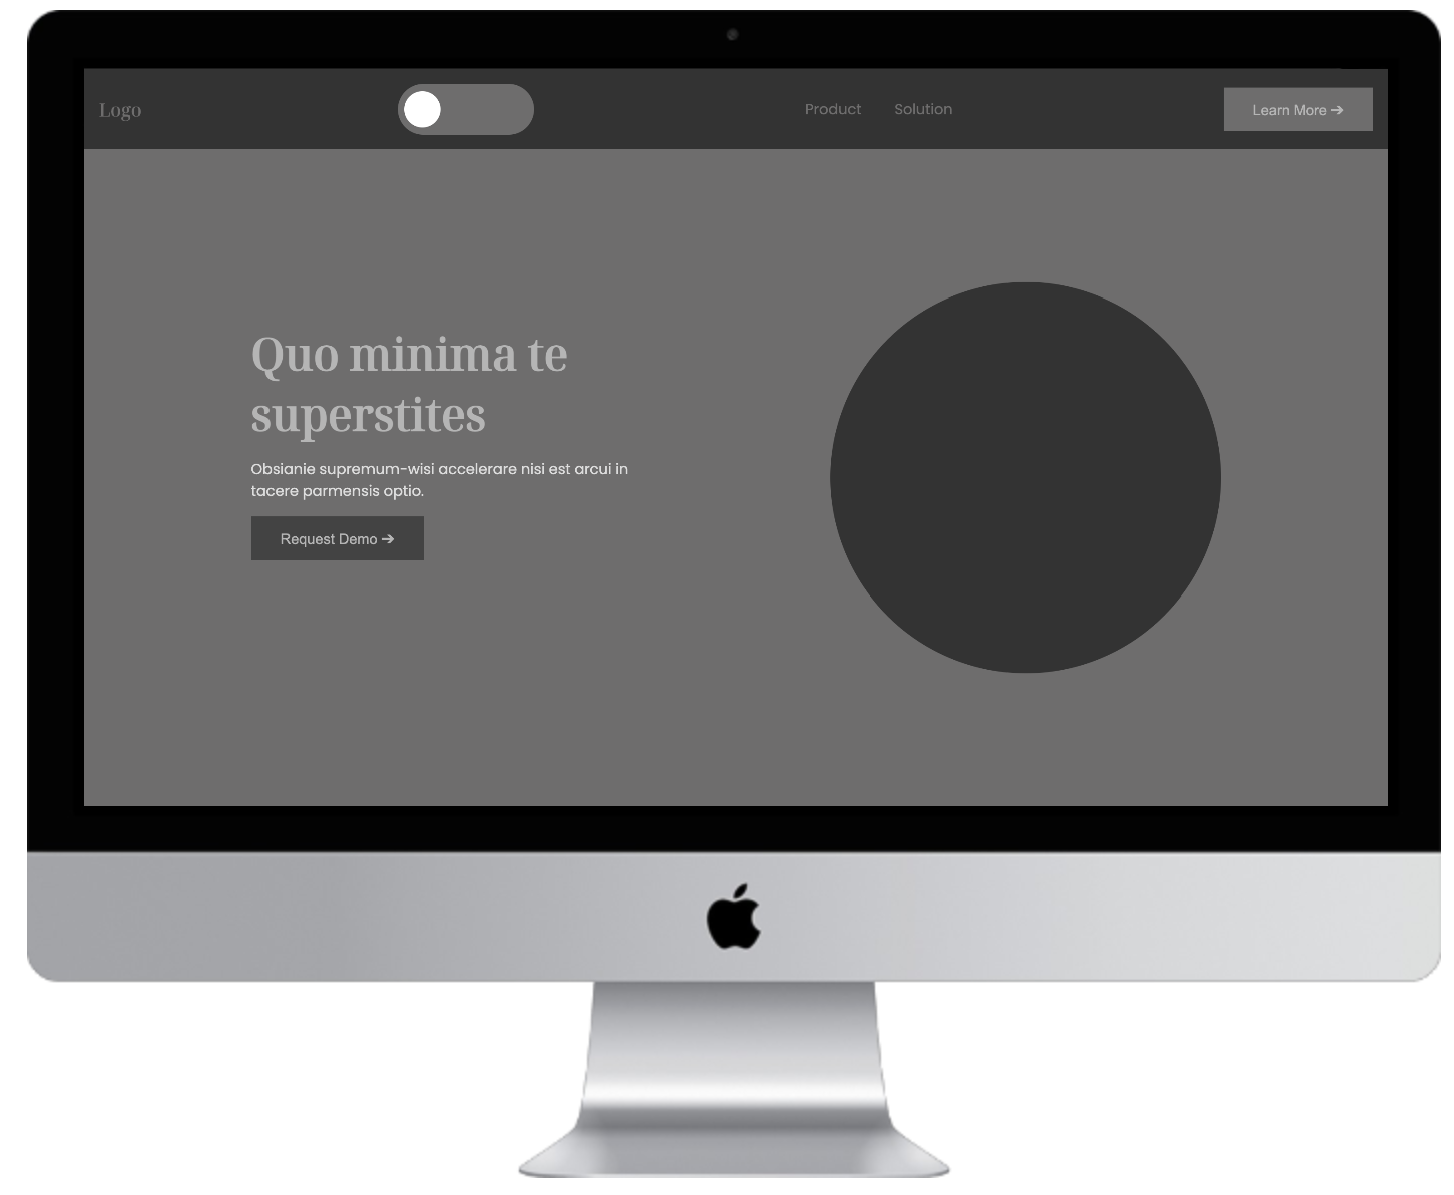 Logo
Product
Solution
Learn More ➔
Quo minima te
superstites
Obsianie supremum-wisi accelerare nisi est arcui in
tacere parmensis optio.
Request Demo ➔